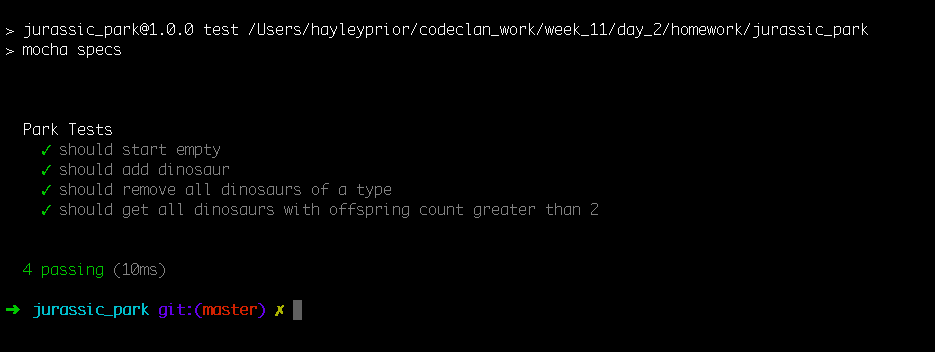 > jurassic_park@1.0.0 test /Users/hayleyprior/codeclan_work/week_11/day_2/homework/jurassic_park
> mocha specs
Park Tests
✓ should start empty
✓ should add dinosaur
✓ should remove all dinosaurs of a type
✓ should get all dinosaurs with offspring count greater than 2
4 passing (10ms)
➜ jurassic_park git:(master) ✗